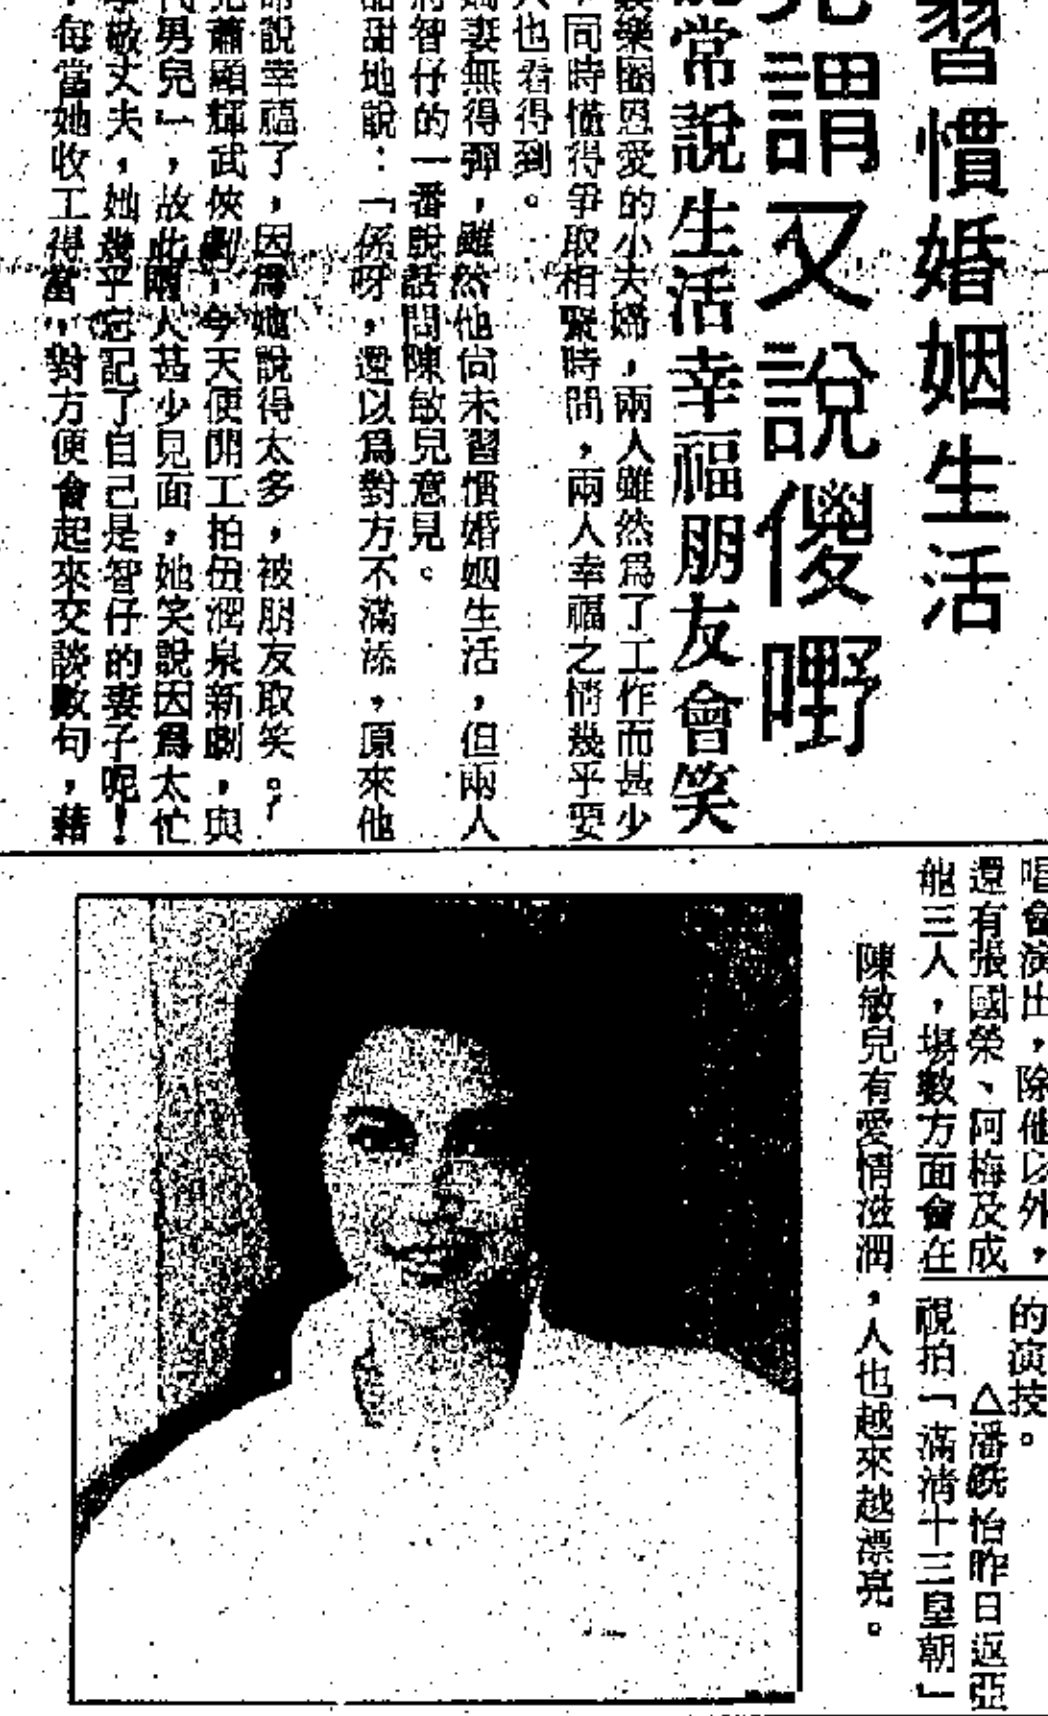 習慣婚姻生活
兒謂又說傻嘢
常說生活幸福朋友會笑
樂圈恩愛的小夫婦，兩人雖然爲了工作而甚少
，同時懂得爭取相聚時間，兩人幸福之情幾乎要
人也看得到。
妻無得彈，雖然他尚未習慣婚姻生活，但兩人
將智仔的一番說話問陳敏兒意見。
甜甜地說：「係呀，還以爲對方不滿添，原來他
說幸福了，因爲她說得太多，被朋友取笑。」
蕭顯輝武俠劇，今天便開工拍伍潤泉新劇，與
男兒」，故此兩人甚少見面，她笑說因爲太忙
敬丈夫，她幾乎忘記了自己是智仔的妻子呢！
，每當她收工得當，對方便會起來交談數句，藉
唱會演出，除他以外，
還有張國榮、阿梅及成
龍三人，場數方面會在
的演技。
△潘銑怡昨日返亞
視拍「滿淸十三皇朝」
陳敏兒有愛情滋潤，人也越來越漂亮。